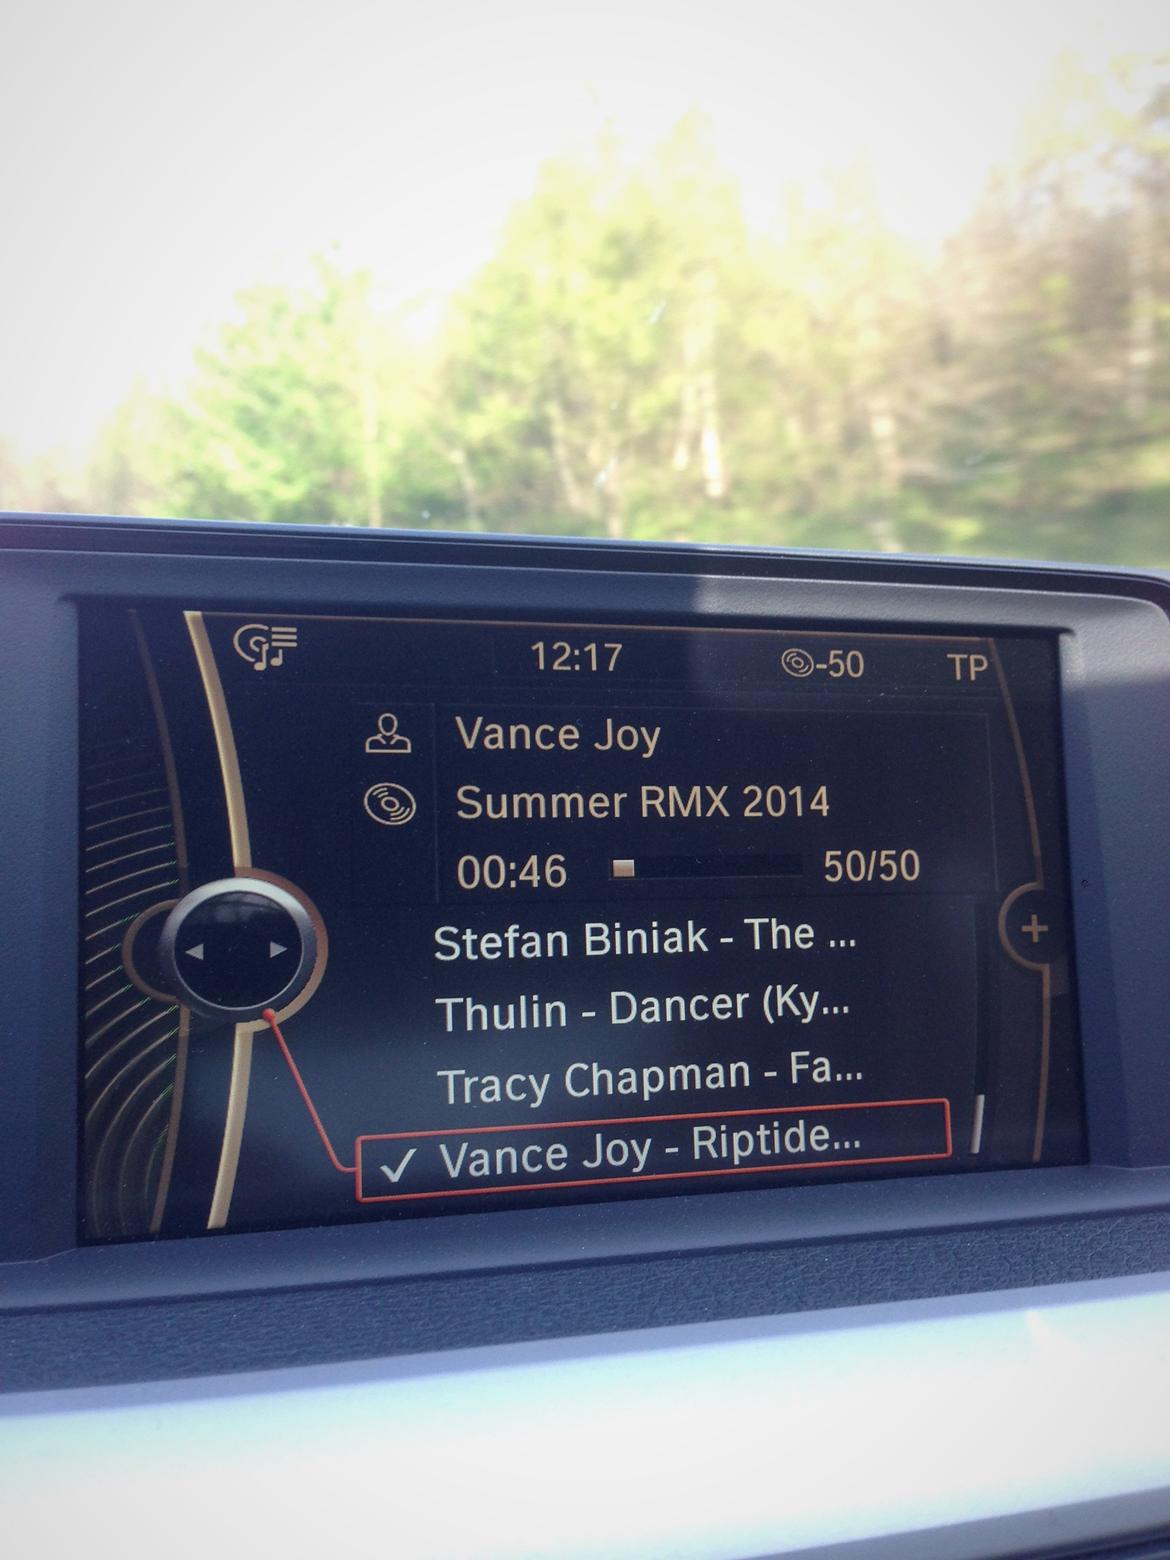 12:17 -50 TP
Vance Joy
Summer RMX 2014
00:46 50/50
Stefan Biniak - The ...
Thulin - Dancer (Ky...
Tracy Chapman - Fa...
✓ Vance Joy - Riptide...